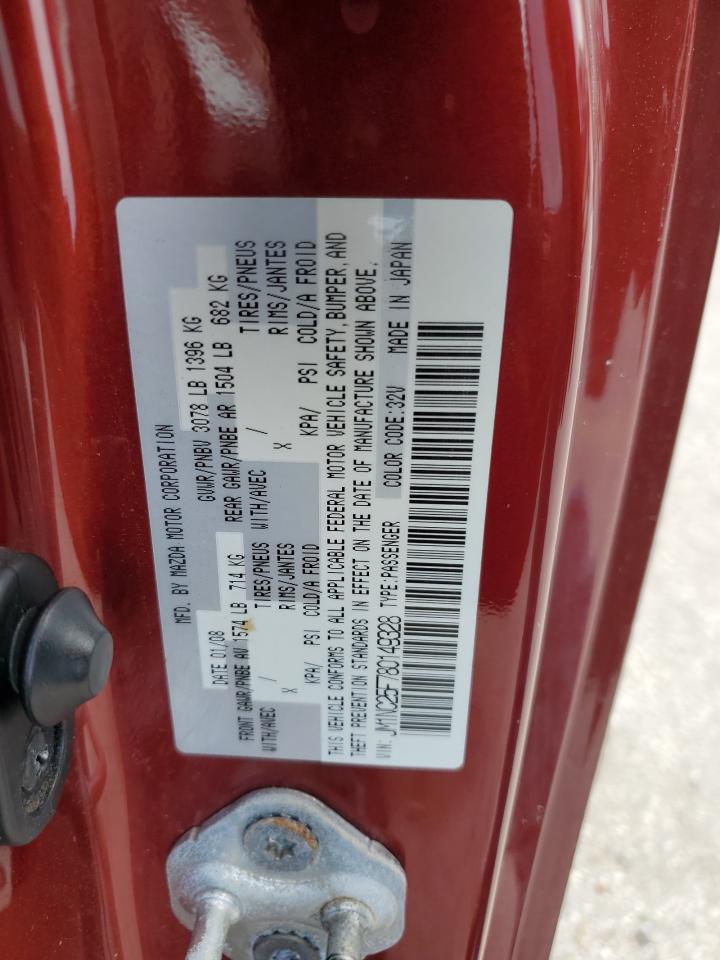 MFD. BY MAZDA MOTOR CORPORATION
DATE 01/08 GVWR/PNBV 3078 LB 1396 KG
FRONT GAWR/PNBE AV 1574 LB 714 KG REAR GAWR/PNBE AR 1504 LB 682 KG
WITH/AVEC / TIRES/PNEUS WITH/AVEC / TIRES/PNEUS
X RIMS/JANTES X RIMS/JANTES
KPA/ PSI COLD/A FROID KPA/ PSI COLD/A FROID
THIS VEHICLE CONFORMS TO ALL APPLICABLE FEDERAL MOTOR VEHICLE SAFETY, BUMPER, AND
THEFT PREVENTION STANDARDS IN EFFECT ON THE DATE OF MANUFACTURE SHOWN ABOVE.
VIN: JM1NC25F780149328 TYPE:PASSENGER COLOR CODE:32V MADE IN JAPAN